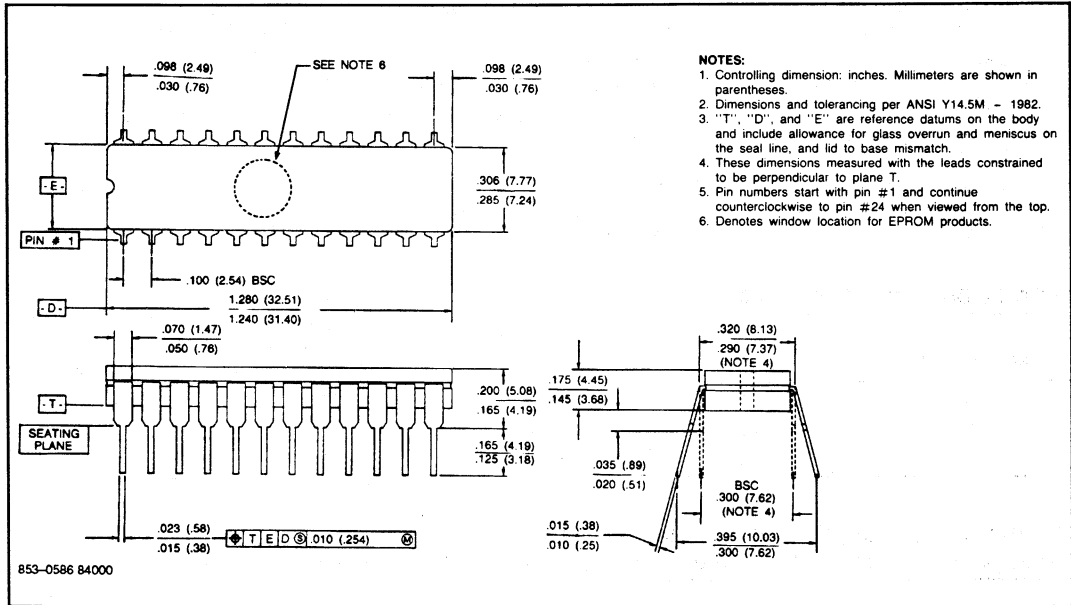 .098 (2.49)
.030 (.76)
SEE NOTE 6
.098 (2.49)
.030 (.76)
- E -
.306 (7.77)
.285 (7.24)
PIN # 1
.100 (2.54) BSC
- D -
1.280 (32.51)
1.240 (31.40)
NOTES:
1. Controlling dimension: inches. Millimeters are shown in
parentheses.
2. Dimensions and tolerancing per ANSI Y14.5M - 1982.
3. "T", "D", and "E" are reference datums on the body
and include allowance for glass overrun and meniscus on
the seal line, and lid to base mismatch.
4. These dimensions measured with the leads constrained
to be perpendicular to plane T.
5. Pin numbers start with pin #1 and continue
counterclockwise to pin #24 when viewed from the top.
6. Denotes window location for EPROM products.
.070 (1.47)
.050 (.76)
- T -
SEATING
PLANE
.200 (5.08)
.165 (4.19)
.165 (4.19)
.125 (3.18)
.023 (.58)
.015 (.38)
⌖ T E D Ⓢ .010 (.254) Ⓜ
.320 (8.13)
.290 (7.37)
(NOTE 4)
.175 (4.45)
.145 (3.68)
.035 (.89)
.020 (.51)
BSC
.300 (7.62)
(NOTE 4)
.015 (.38)
.010 (.25)
.395 (10.03)
.300 (7.62)
853-0586 84000